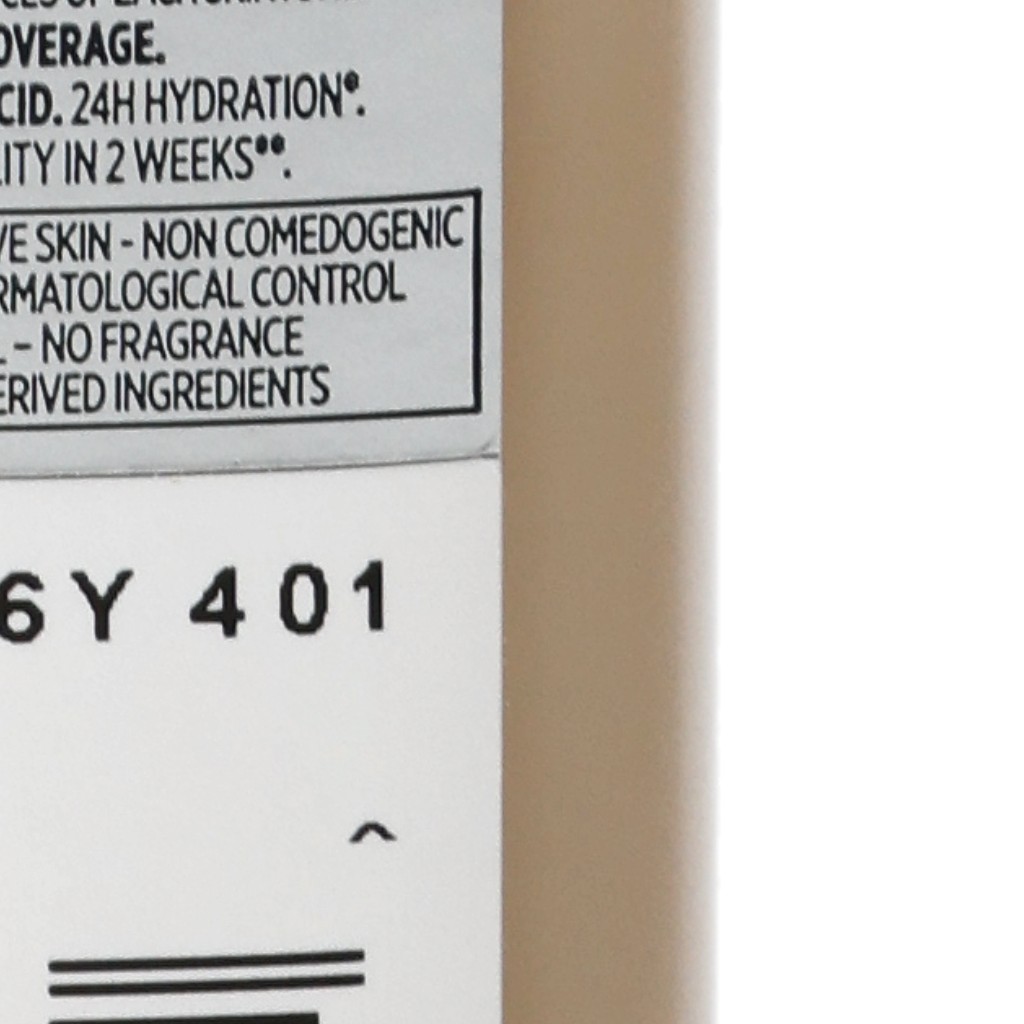 OVERAGE.
CID. 24H HYDRATION•.
LITY IN 2 WEEKS••.
VE SKIN - NON COMEDOGENIC
RMATOLOGICAL CONTROL
- NO FRAGRANCE
ERIVED INGREDIENTS
6Y 401